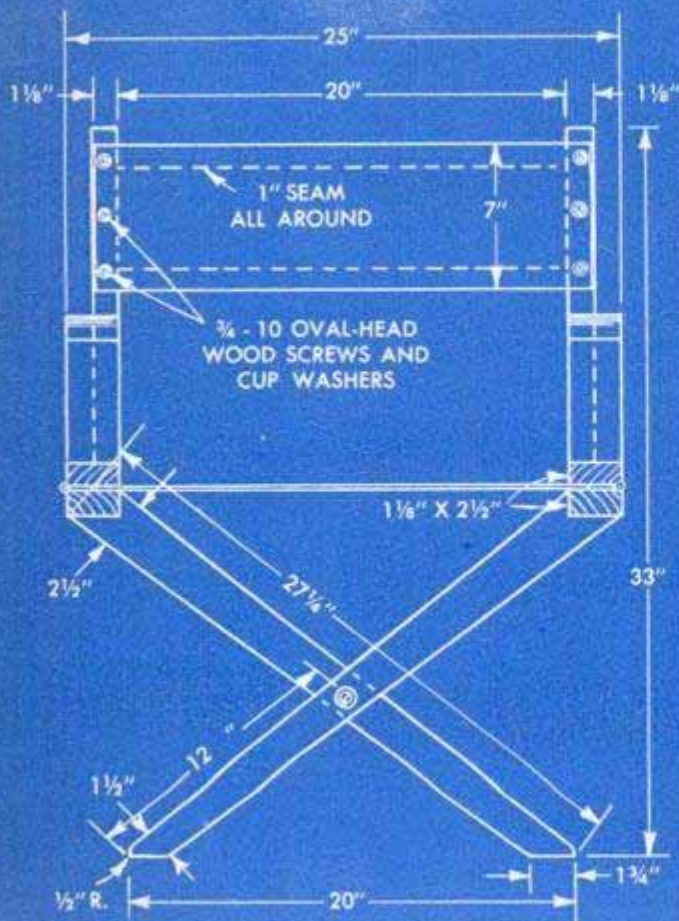 25"
1⅛"
20"
1⅛"
1" SEAM
ALL AROUND
7"
¾ - 10 OVAL-HEAD
WOOD SCREWS AND
CUP WASHERS
1⅛" X 2½"
2½"
27¼"
33"
12 "
1½"
½" R.
20"
1¾"